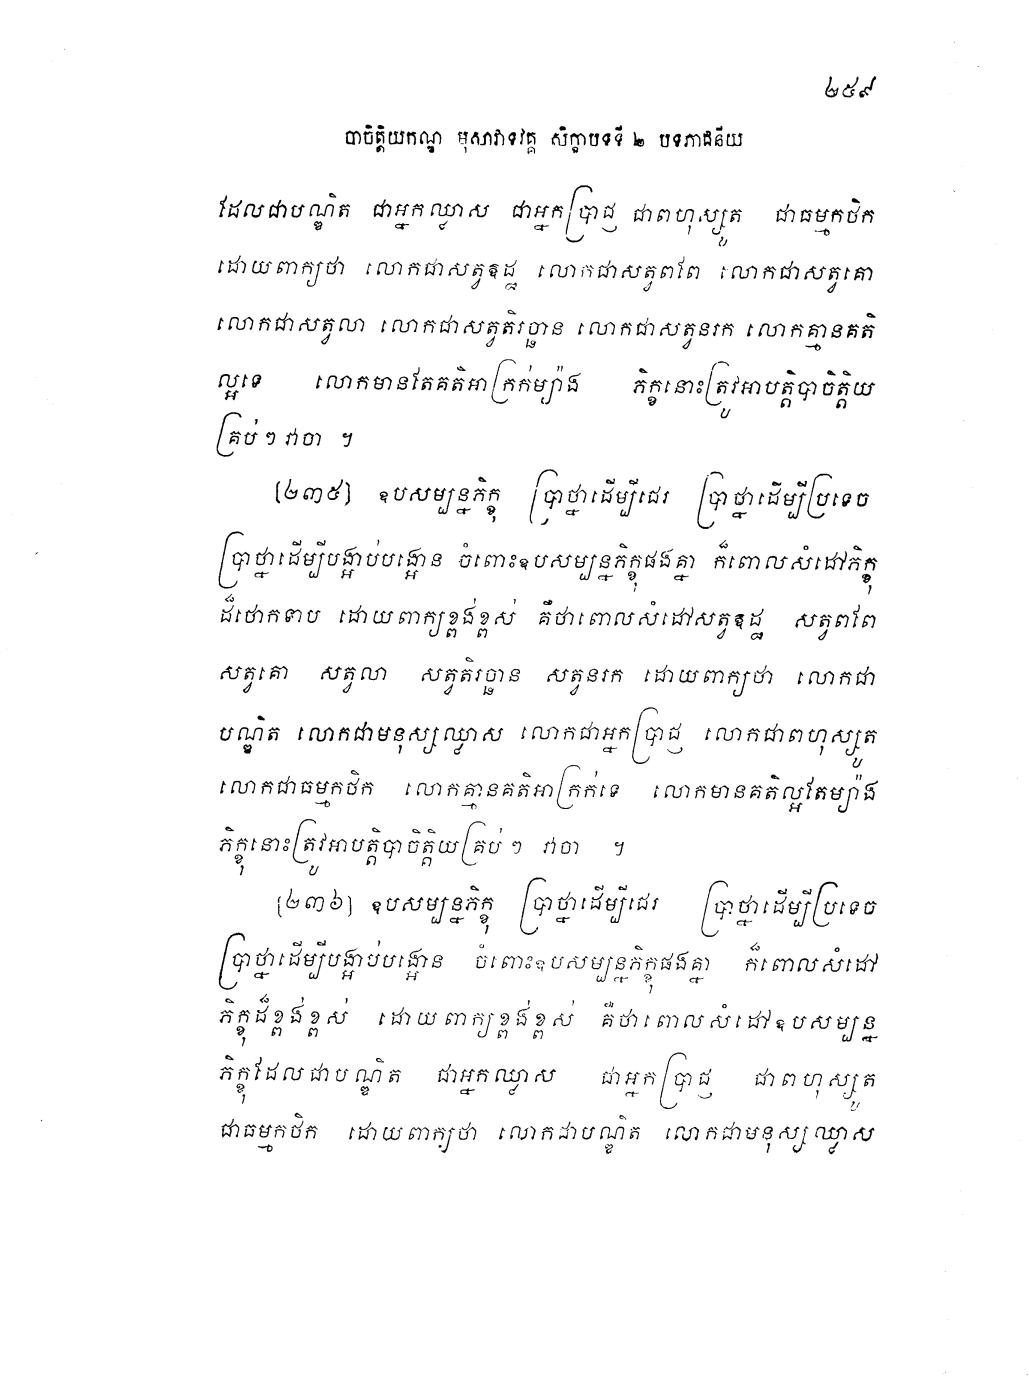 ២៥៩
បាចិត្តិយកណ្ឌ មុសាវាទវគ្គ សិក្ខាបទទី ២ បទភាជនីយ
ដែលជាបណ្ឌិត ជាអ្នកឈ្លាស ជាអ្នកប្រាជ្ញ ជាពហុស្សូត ជាធម្មកថិក
ដោយពាក្យថា លោកជាសត្វឧដ្ឋ លោកជាសត្វពពែ លោកជាសត្វគោ
លោកជាសត្វលា លោកជាសត្វតិរច្ឆាន លោកជាសត្វនរក លោកគ្មានគតិ
ល្អទេ លោកមានតែគតិអាក្រក់ម្យ៉ាង ភិក្ខុនោះត្រូវអាបត្តិបាចិត្តិយ
គ្រប់ៗ វាចា ។
[២៣៥] ឧបសម្បន្នភិក្ខុ ប្រាថ្នាដើម្បីជេរ ប្រាថ្នាដើម្បីប្រទេច
ប្រាថ្នាដើម្បីបង្អាប់បង្អោន ចំពោះឧបសម្បន្នភិក្ខុផងគ្នា ក៏ពោលសំដៅភិក្ខុ
ដ៏ថោកទាប ដោយពាក្យខ្ពង់ខ្ពស់ គឺថាពោលសំដៅសត្វឧដ្ឋ សត្វពពែ
សត្វគោ សត្វលា សត្វតិរច្ឆាន សត្វនរក ដោយពាក្យថា លោកជា
បណ្ឌិត លោកជាមនុស្សឈ្លាស លោកជាអ្នកប្រាជ្ញ លោកជាពហុស្សូត
លោកជាធម្មកថិក លោកគ្មានគតិអាក្រក់ទេ លោកមានគតិល្អតែម្យ៉ាង
ភិក្ខុនោះត្រូវអាបត្តិបាចិត្តិយគ្រប់ៗ វាចា ។
[២៣៦] ឧបសម្បន្នភិក្ខុ ប្រាថ្នាដើម្បីជេរ ប្រាថ្នាដើម្បីប្រទេច
ប្រាថ្នាដើម្បីបង្អាប់បង្អោន ចំពោះឧបសម្បន្នភិក្ខុផងគ្នា ក៏ពោលសំដៅ
ភិក្ខុដ៏ខ្ពង់ខ្ពស់ ដោយពាក្យខ្ពង់ខ្ពស់ គឺថាពោលសំដៅឧបសម្បន្ន
ភិក្ខុដែលជាបណ្ឌិត ជាអ្នកឈ្លាស ជាអ្នកប្រាជ្ញ ជាពហុស្សូត
ជាធម្មកថិក ដោយពាក្យថា លោកជាបណ្ឌិត លោកជាមនុស្សឈ្លាស